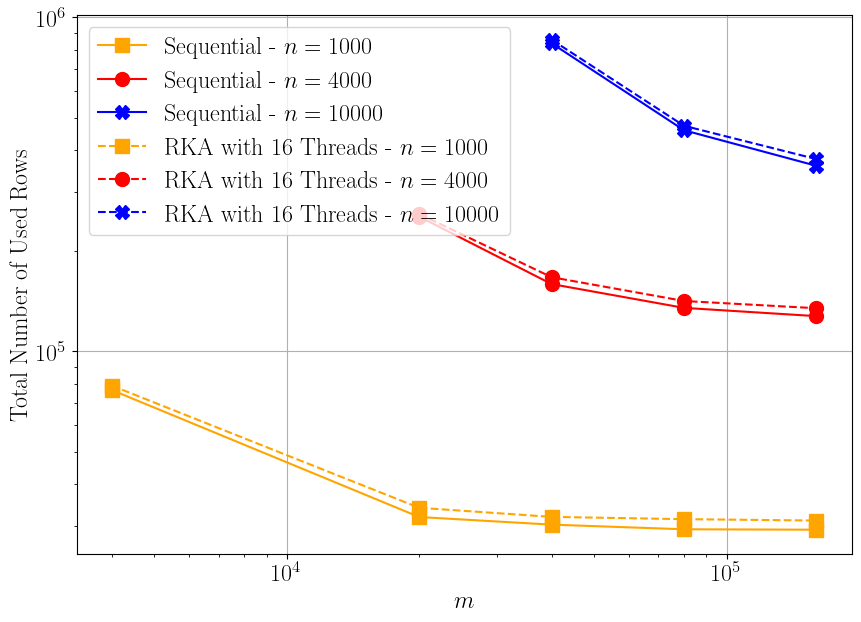 10^6
Sequential - n = 1000
Sequential - n = 4000
Sequential - n = 10000
RKA with 16 Threads - n = 1000
RKA with 16 Threads - n = 4000
RKA with 16 Threads - n = 10000
Total Number of Used Rows
10^5
10^4
10^5
m